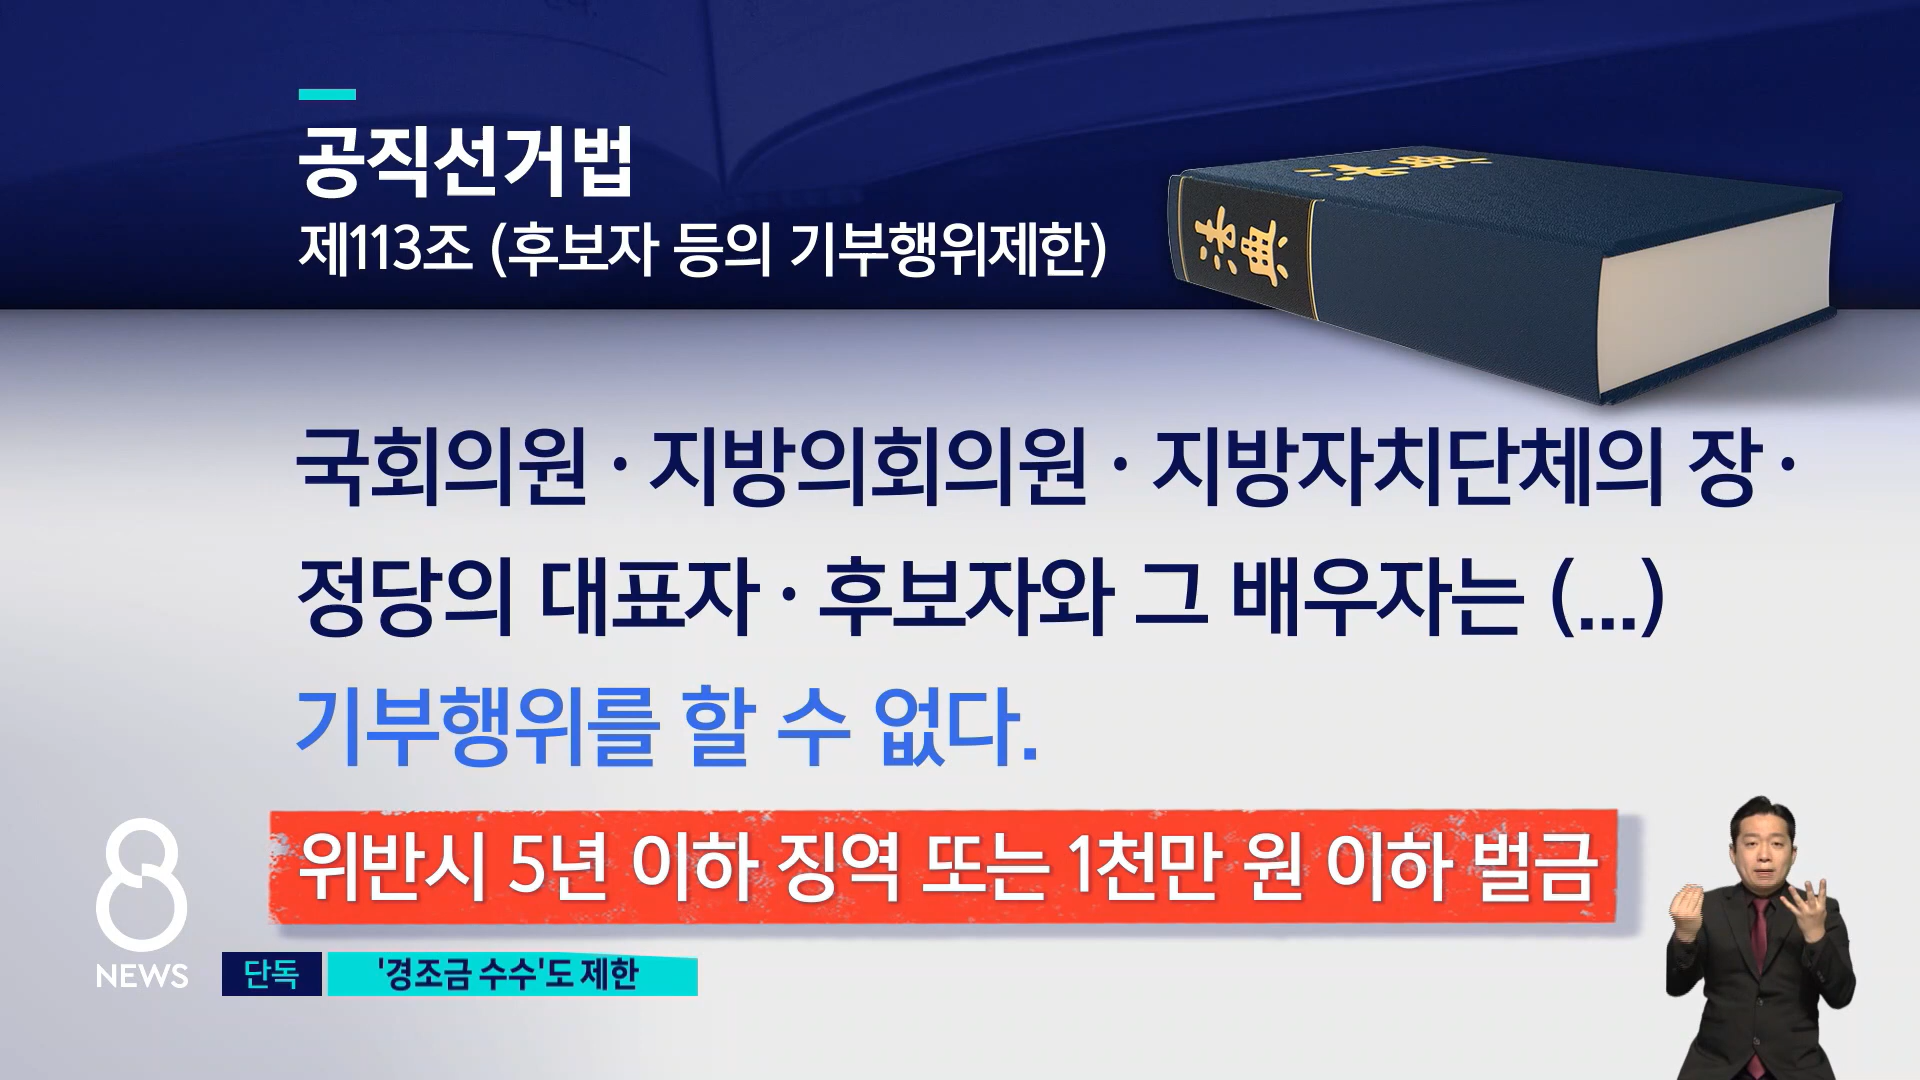 공직선거법
제113조 (후보자 등의 기부행위제한)
法典
法典
국회의원 · 지방의회의원 · 지방자치단체의 장 ·
정당의 대표자 · 후보자와 그 배우자는 (...)
기부행위를 할 수 없다.
위반시 5년 이하 징역 또는 1천만 원 이하 벌금
8
NEWS
단독 '경조금 수수'도 제한